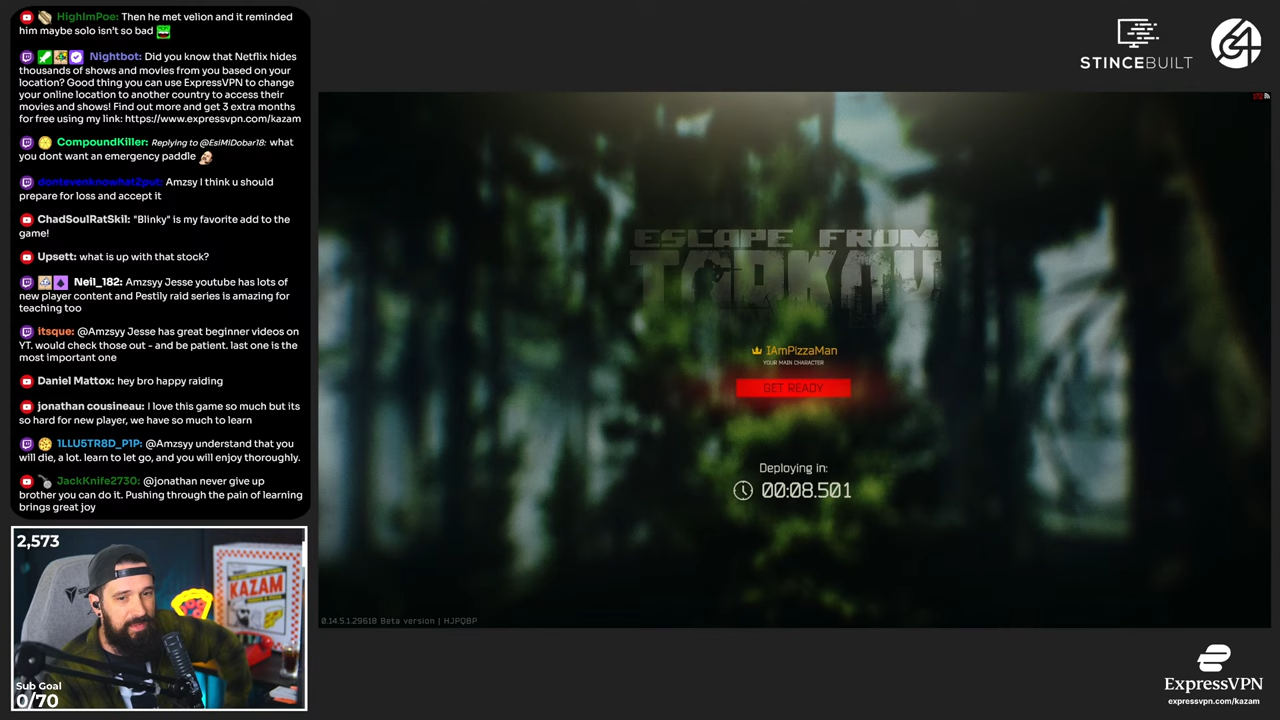 HighImPoe: Then he met velion and it reminded
him maybe solo isn't so bad
Nightbot: Did you know that Netflix hides
thousands of shows and movies from you based on your
location? Good thing you can use ExpressVPN to change
your online location to another country to access their
movies and shows! Find out more and get 3 extra months
for free using my link: https://www.expressvpn.com/kazam
CompoundKiller: Replying to @EslMiDobar18: what
you dont want an emergency paddle
dontevenknowhat2put: Amzsy I think u should
prepare for loss and accept it
ChadSoulRatSkil: "Blinky" is my favorite add to the
game!
Upsett: what is up with that stock?
Neil_182: Amzsyy Jesse youtube has lots of
new player content and Pestily raid series is amazing for
teaching too
itsque: @Amzsyy Jesse has great beginner videos on
YT. would check those out - and be patient. last one is the
most important one
Daniel Mattox: hey bro happy raiding
jonathan cousineau: I love this game so much but its
so hard for new player, we have so much to learn
1LLU5TR8D_P1P: @Amzsyy understand that you
will die, a lot. learn to let go, and you will enjoy thoroughly.
JackKnife2730: @jonathan never give up
brother you can do it. Pushing through the pain of learning
brings great joy
2,573
KAZAM
Sub Goal
0/70
STINCEBUILT
G4
ESCAPE FROM
TARKOV
IAmPizzaMan
YOUR MAIN CHARACTER
GET READY
Deploying in:
00:08.501
0.14.5.1.29618 Beta version | HJPQBP
ExpressVPN
expressvpn.com/kazam